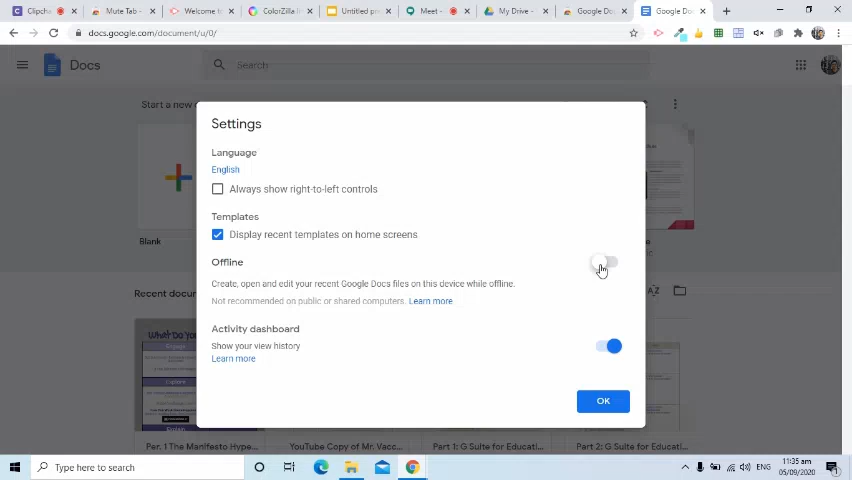 Clipcha
Mute Tab -
Welcome t
ColorZilla I
Untitled pr
Meet -
My Drive -
Google Do
Google Do
docs.google.com/document/u/0/
Docs
Search
Start a new
Blank
Settings
Language
English
Always show right-to-left controls
Templates
Display recent templates on home screens
Offline
Create, open and edit your recent Google Docs files on this device while offline.
Not recommended on public or shared computers. Learn more
Activity dashboard
Show your view history
Learn more
OK
Recent docu
Engage
Explore
Explain
Per. 1 The Manifesto Hype...
YouTube Copy of Mr. Vacc...
Part 1: G Suite for Educati...
Part 2: G Suite for Educati...
Type here to search
ENG
11:35 am
05/09/2020
1